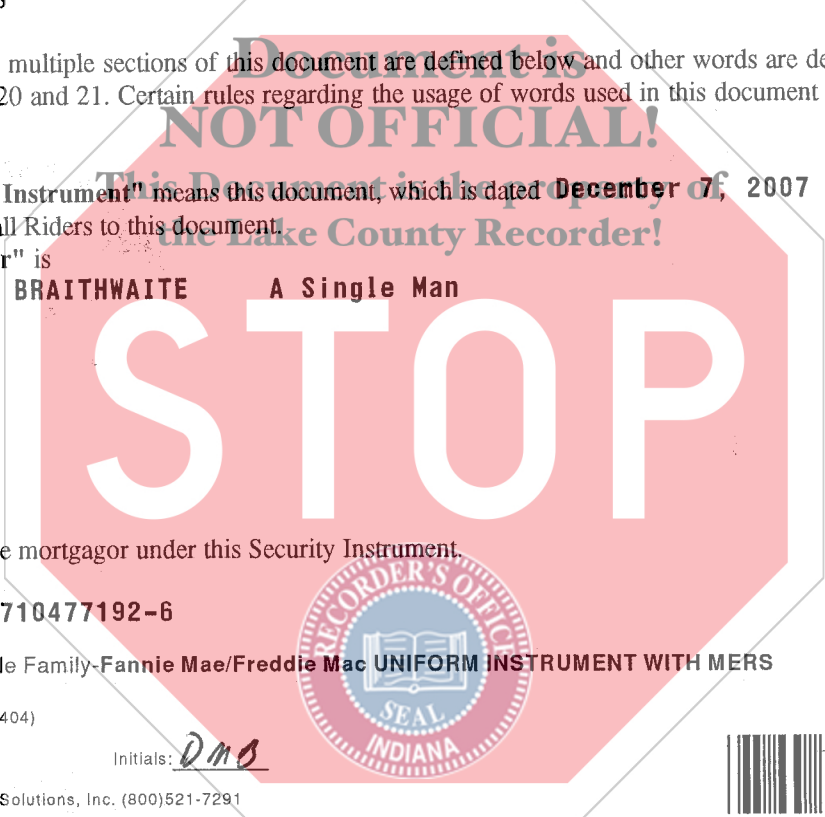 multiple sections of this document are defined below and other words are de
20 and 21. Certain rules regarding the usage of words used in this document
Document is
NOT OFFICIAL!
This Document is the property of
the Lake County Recorder!
Instrument" means this document, which is dated December 7, 2007
ll Riders to this document.
r" is
BRAITHWAITE A Single Man
STOP
e mortgagor under this Security Instrument.
710477192-6
le Family-Fannie Mae/Freddie Mac UNIFORM INSTRUMENT WITH MERS
404)
RECORDER'S OFFICE
SEAL
INDIANA
Initials: DMB
Solutions, Inc. (800)521-7291